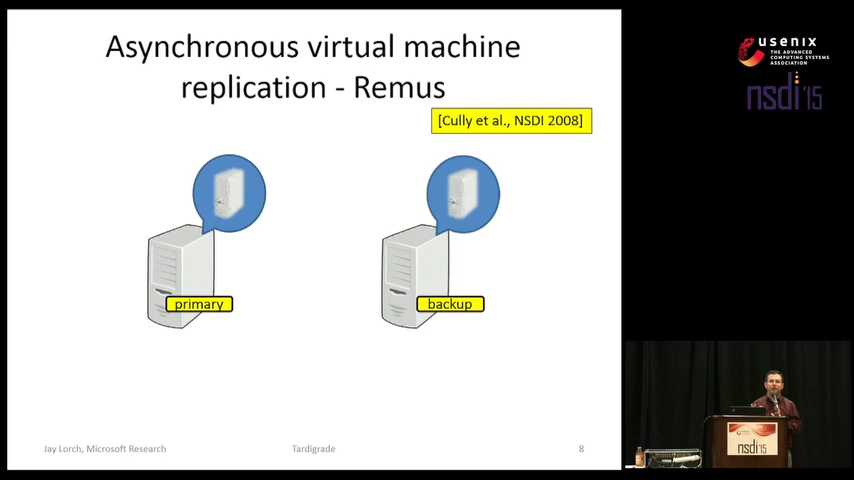 Asynchronous virtual machine
replication - Remus
[Cully et al., NSDI 2008]
primary
backup
Jay Lorch, Microsoft Research
Tardigrade
8
usenix
THE ADVANCED
COMPUTING SYSTEMS
ASSOCIATION
nsdi'15
nsdi'15